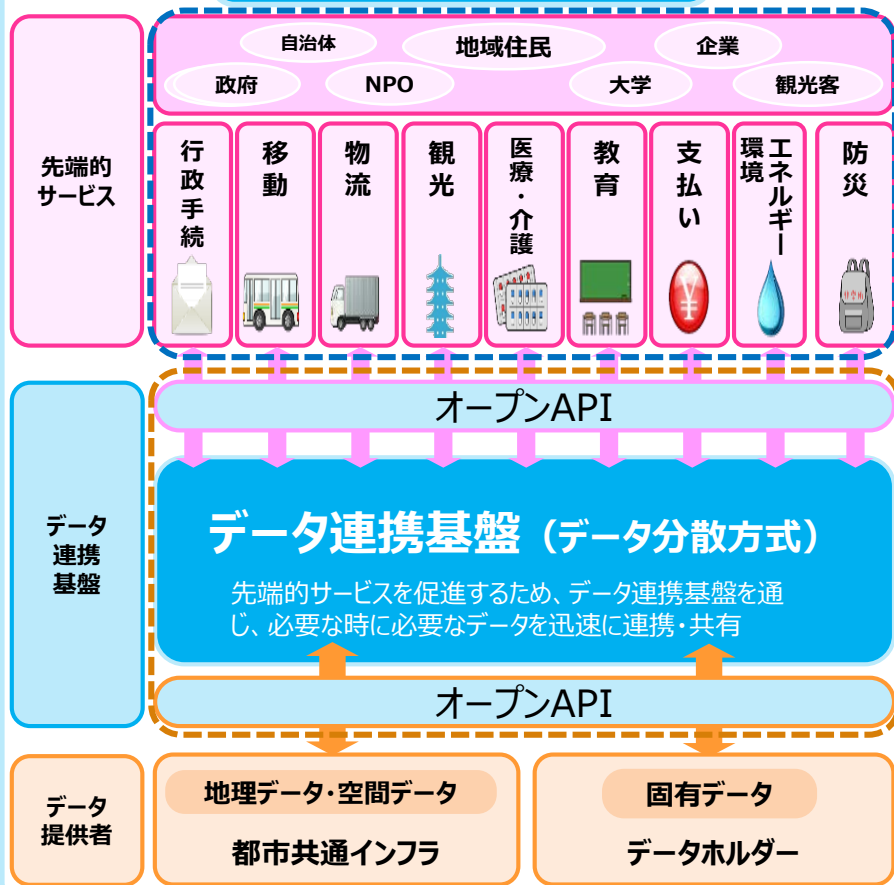 自治体
地域住民
企業
政府
NPO
大学
観光客
先端的
サービス
行政手続
移動
物流
観光
医療・介護
教育
支払い
エネルギー
環境
防災
オープンAPI
データ
連携
基盤
データ連携基盤（データ分散方式）
先端的サービスを促進するため、データ連携基盤を通
じ、必要な時に必要なデータを迅速に連携・共有
オープンAPI
データ
提供者
地理データ・空間データ
都市共通インフラ
固有データ
データホルダー